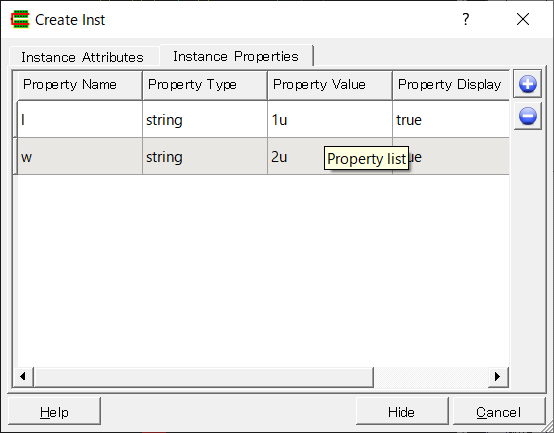 Create Inst
?
Instance Attributes Instance Properties
Property Name Property Type Property Value Property Display
l string 1u true
w string 2u ue
Property list
Help Hide Cancel